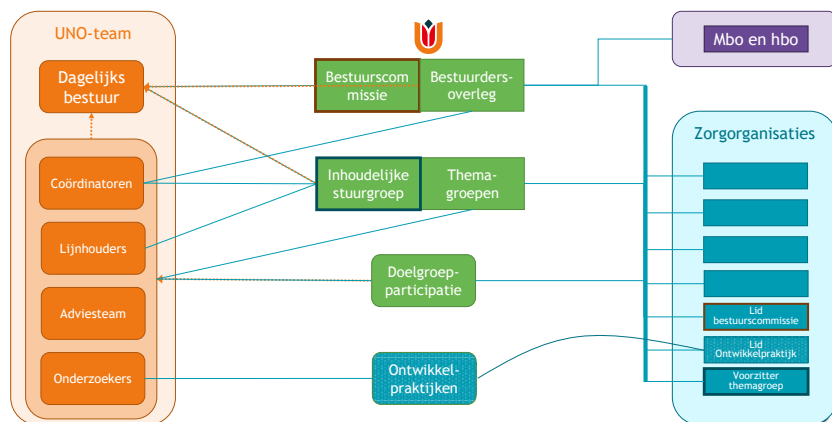 UNO-team
Dagelijks
bestuur
Coördinatoren
Lijnhouders
Adviesteam
Onderzoekers
Bestuurscom
missie
Bestuurders-
overleg
Inhoudelijke
stuurgroep
Thema-
groepen
Doelgroep-
participatie
Ontwikkel-
praktijken
Mbo en hbo
Zorgorganisaties
Lid
bestuurscommissie
Lid
Ontwikkelpraktijk
Voorzitter
themagroep